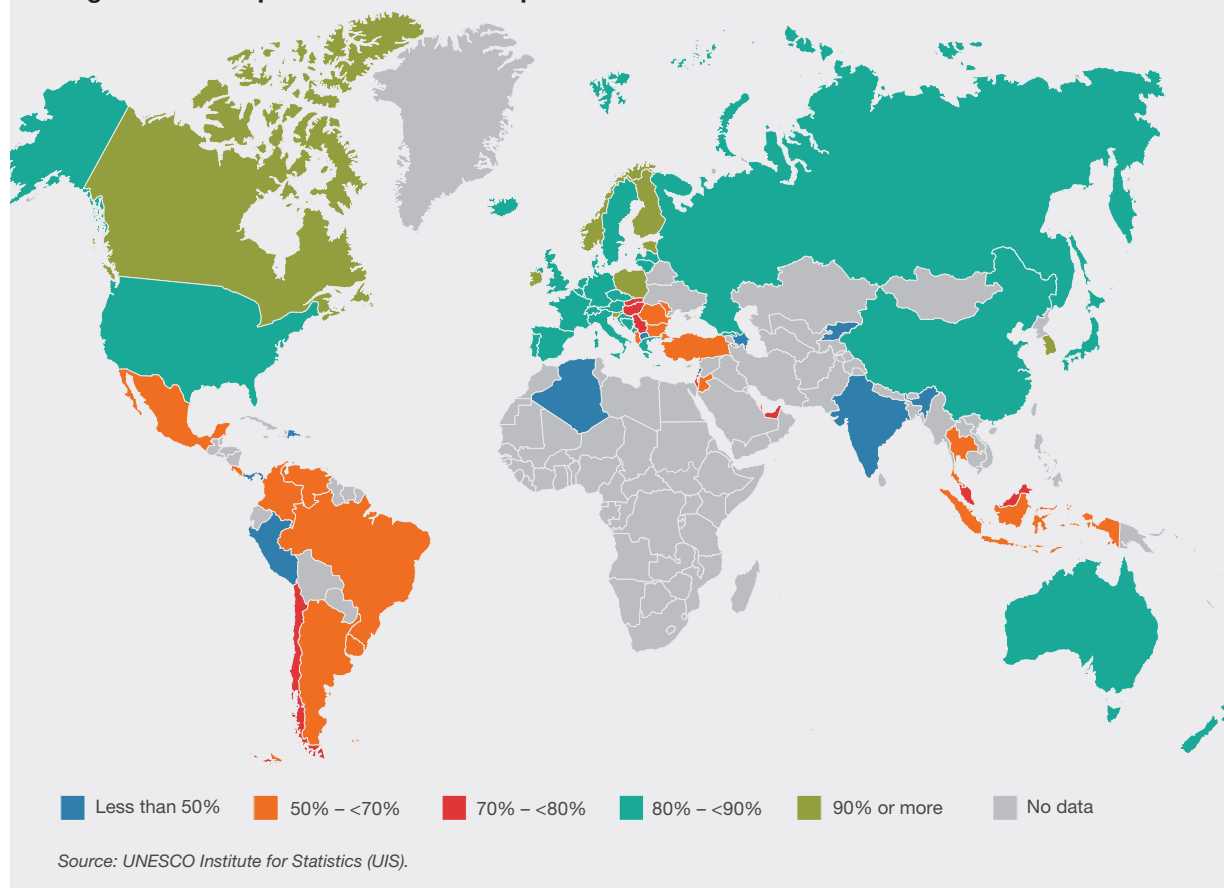 Less than 50%
50% – <70%
70% – <80%
80% – <90%
90% or more
No data
Source: UNESCO Institute for Statistics (UIS).